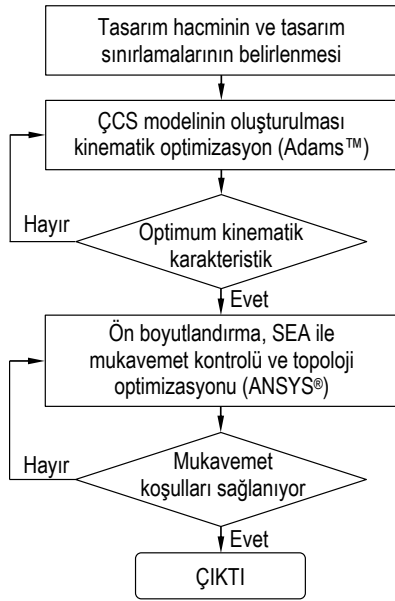 Tasarım hacminin ve tasarım
sınırlamalarının belirlenmesi
ÇCS modelinin oluşturulması
kinematik optimizasyon (Adams™)
Hayır
Optimum kinematik
karakteristik
Evet
Ön boyutlandırma, SEA ile
mukavemet kontrolü ve topoloji
optimizasyonu (ANSYS®)
Hayır
Mukavemet
koşulları sağlanıyor
Evet
ÇIKTI